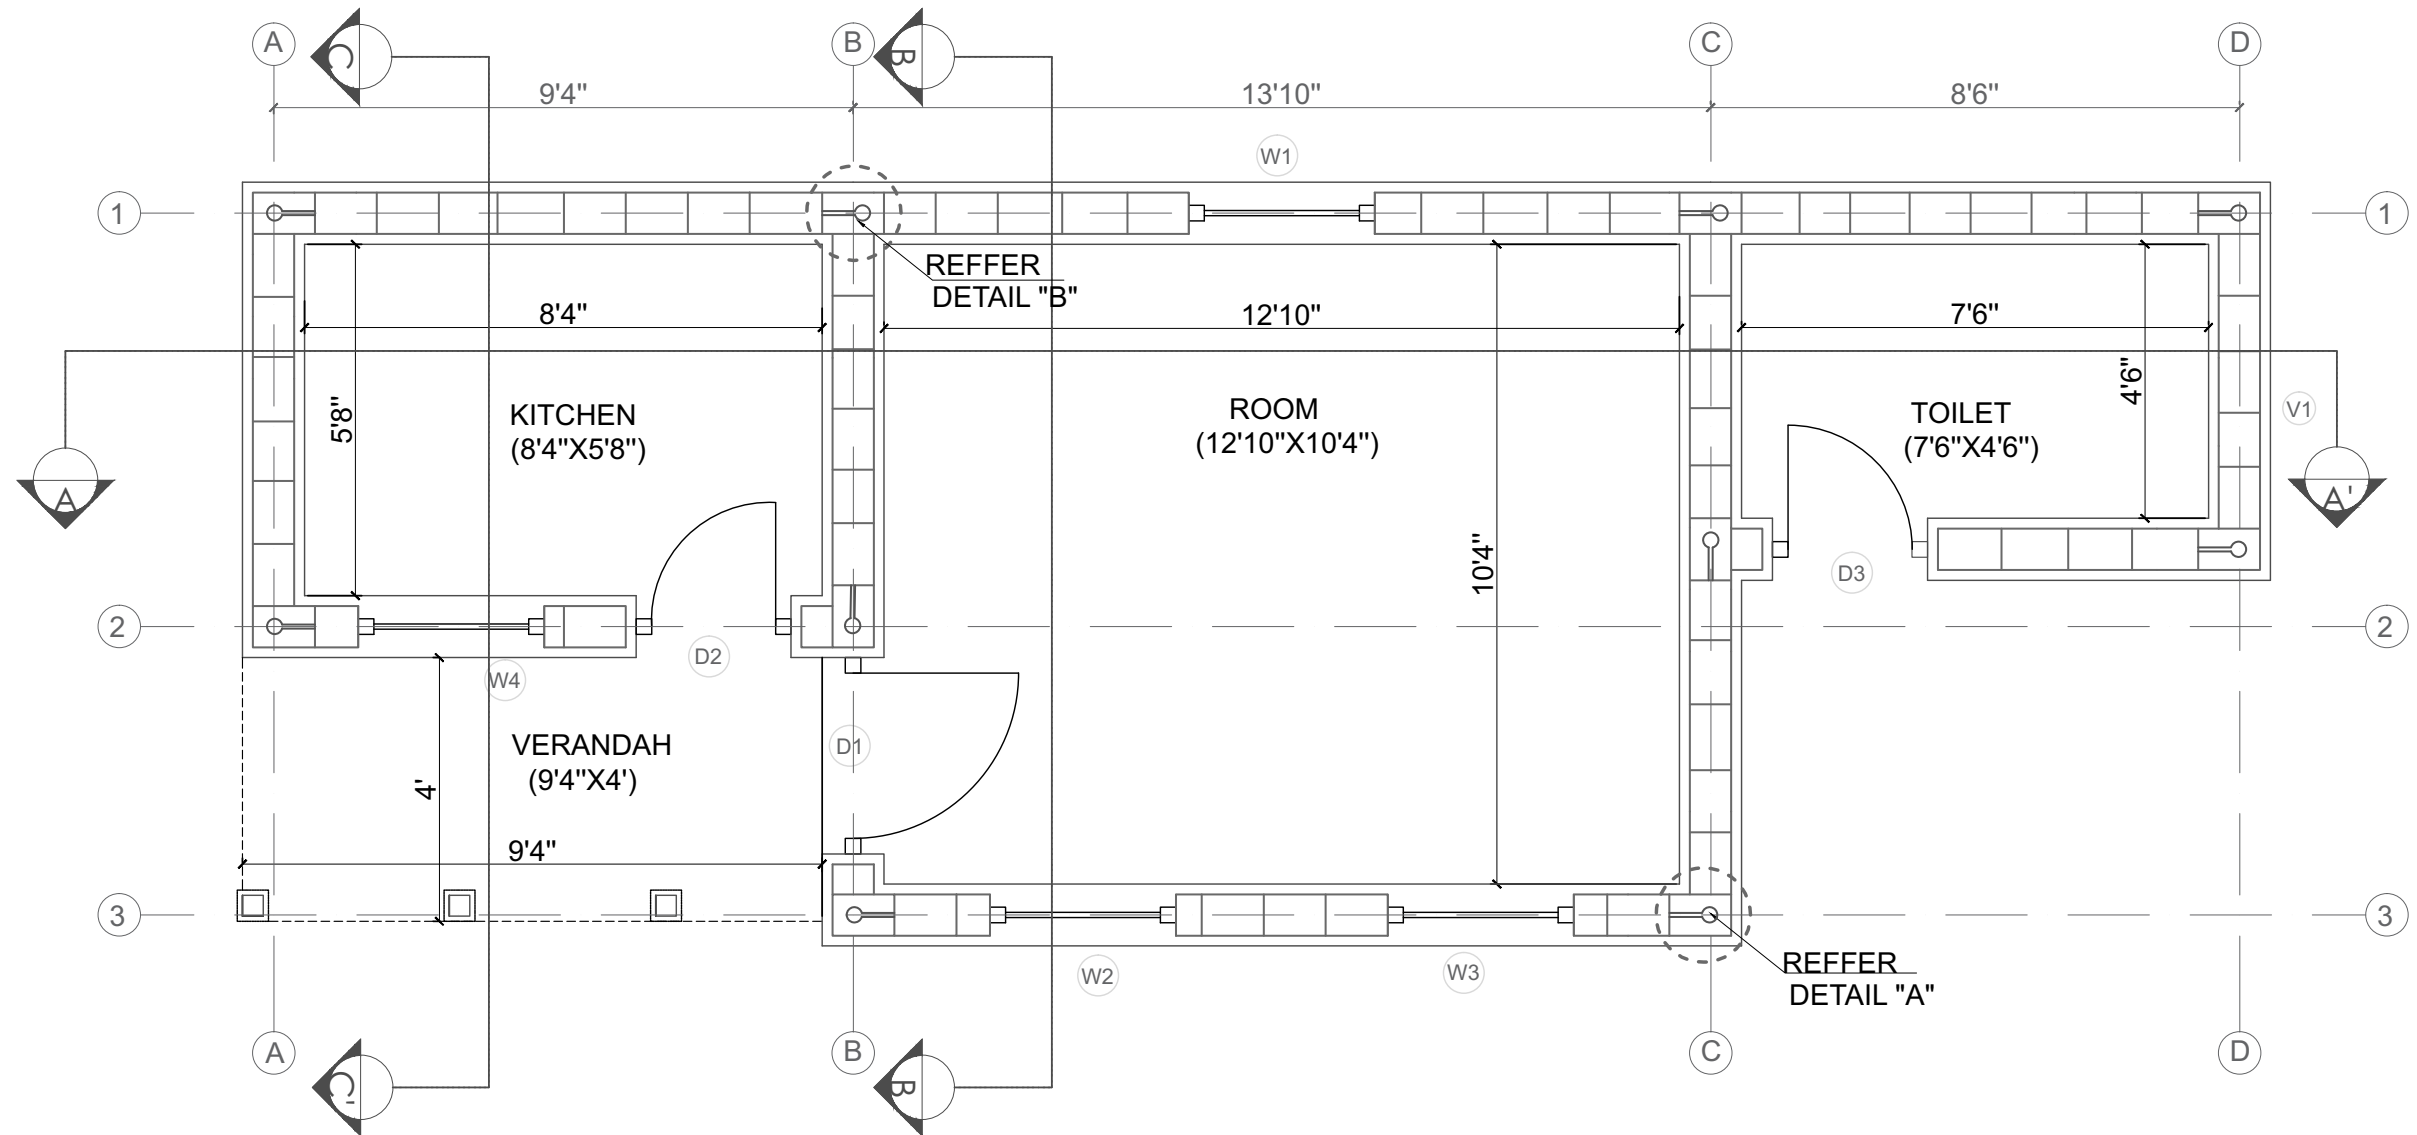 A
C
B
B
C
D
9'4"
13'10"
8'6"
W1
1
1
REFFER
DETAIL "B"
8'4"
12'10"
7'6"
5'8"
4'6"
KITCHEN
(8'4"X5'8")
ROOM
(12'10"X10'4")
TOILET
(7'6"X4'6")
V1
A
A'
10'4"
D3
2
2
D2
W4
VERANDAH
(9'4"X4')
D1
4'
9'4"
3
3
W2
W3
REFFER
DETAIL "A"
A
C'
B
B
C
D